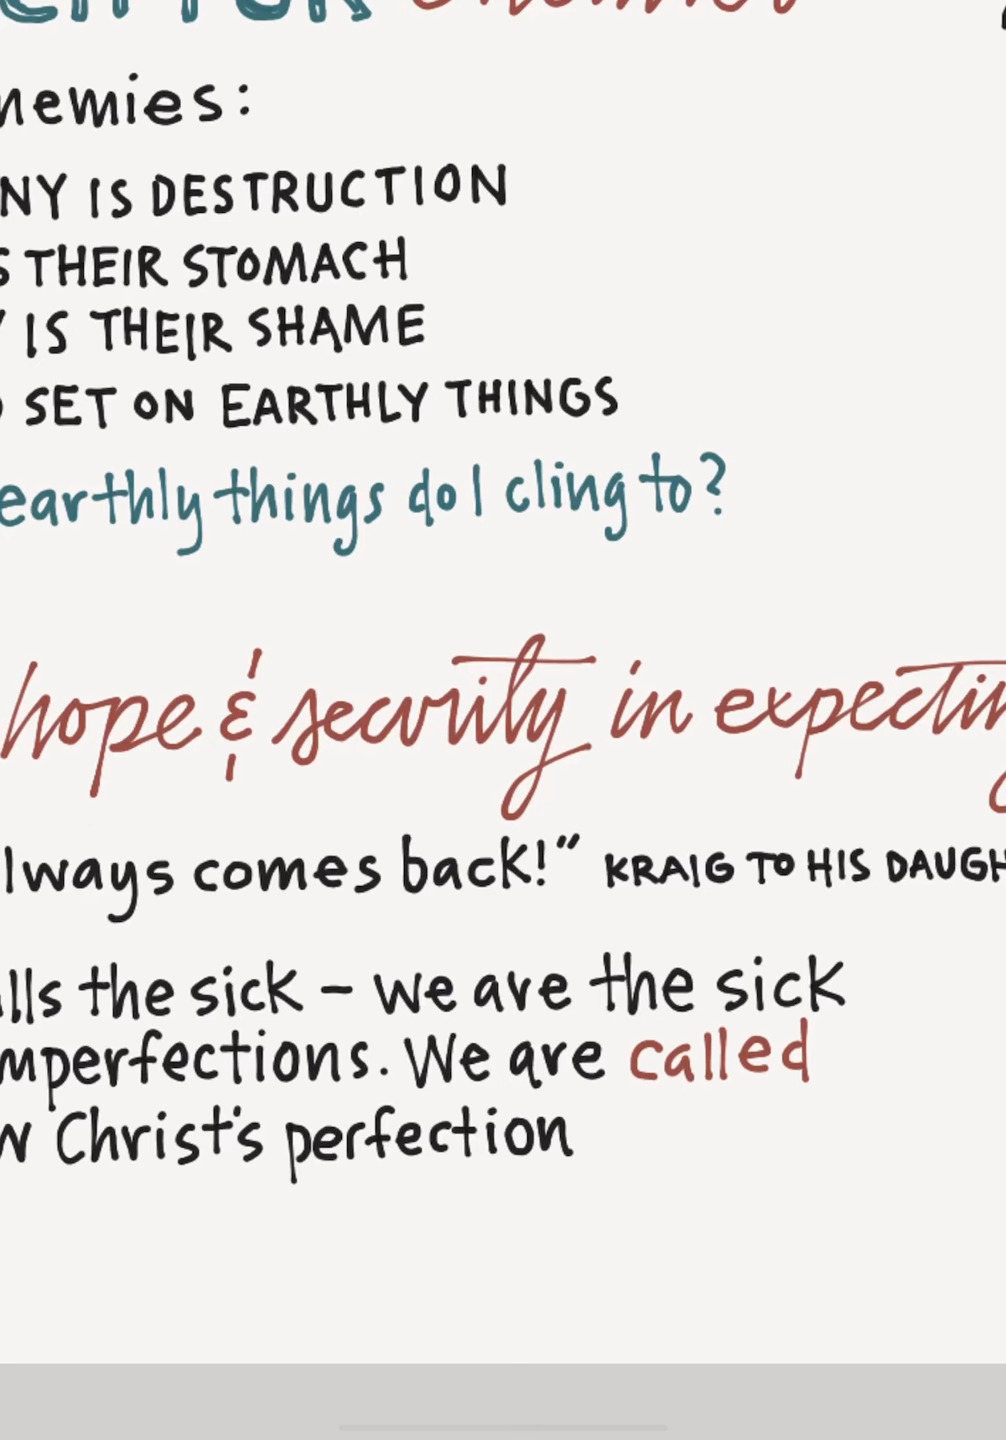 nemies:
NY IS DESTRUCTION
S THEIR STOMACH
Y IS THEIR SHAME
D SET ON EARTHLY THINGS
earthly things do I cling to?
hope & security in expectin
lways comes back!" KRAIG TO HIS DAUGH
lls the sick – we are the sick
mperfections. We are called
w Christ's perfection